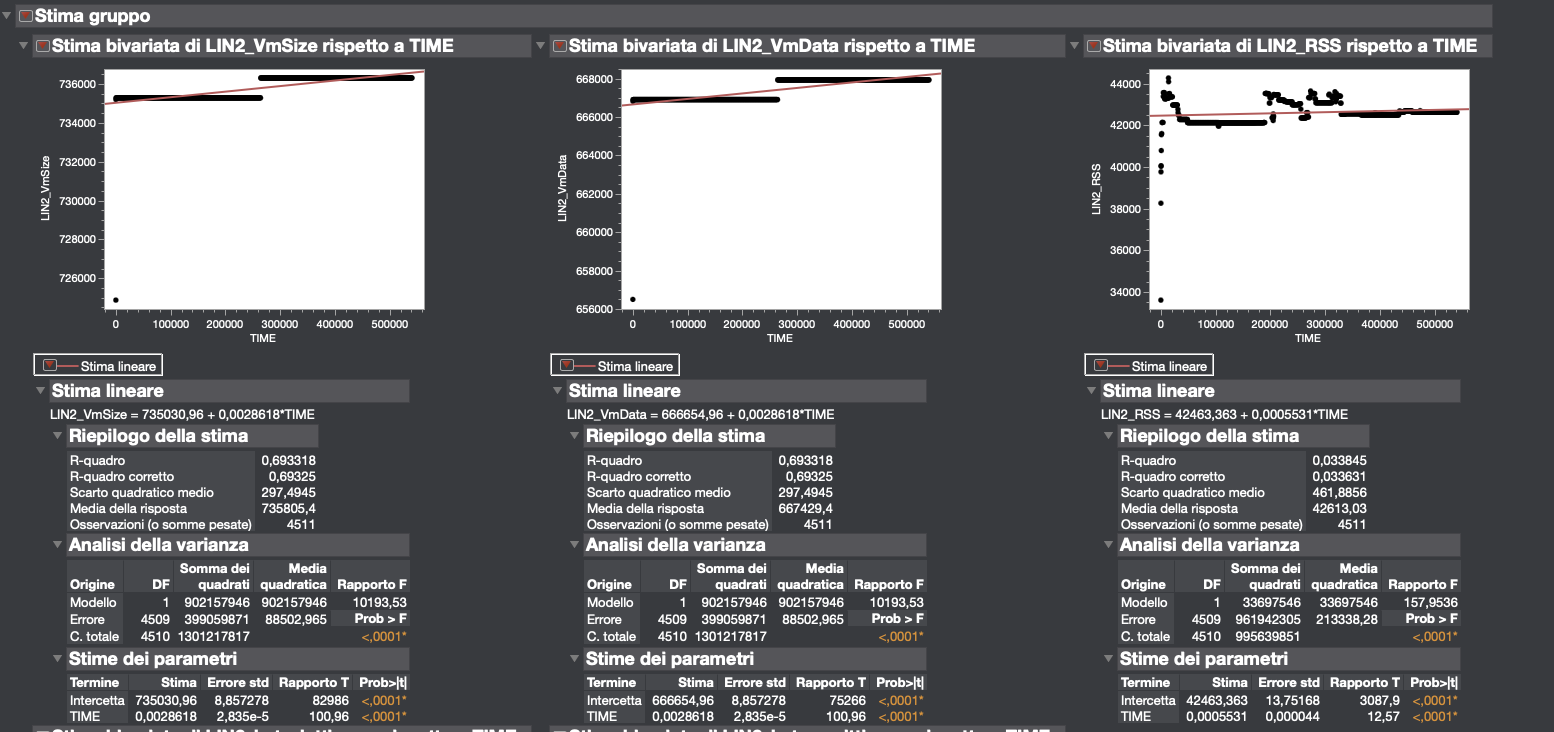 Stima gruppo
Stima bivariata di LIN2_VmSize rispetto a TIME
736000
734000
732000
730000
728000
726000
LIN2_VmSize
0 100000 200000 300000 400000 500000
TIME
Stima lineare
Stima lineare
LIN2_VmSize = 735030,96 + 0,0028618*TIME
Riepilogo della stima
R-quadro 0,693318
R-quadro corretto 0,69325
Scarto quadratico medio 297,4945
Media della risposta 735805,4
Osservazioni (o somme pesate) 4511
Analisi della varianza
Somma dei Media
Origine DF quadrati quadratica Rapporto F
Modello 1 902157946 902157946 10193,53
Errore 4509 399059871 88502,965 Prob > F
C. totale 4510 1301217817 <,0001*
Stime dei parametri
Termine Stima Errore std Rapporto T Prob>|t|
Intercetta 735030,96 8,857278 82986 <,0001*
TIME 0,0028618 2,835e-5 100,96 <,0001*
Stima bivariata di LIN2_VmData rispetto a TIME
668000
666000
664000
662000
660000
658000
656000
LIN2_VmData
0 100000 200000 300000 400000 500000
TIME
Stima lineare
Stima lineare
LIN2_VmData = 666654,96 + 0,0028618*TIME
Riepilogo della stima
R-quadro 0,693318
R-quadro corretto 0,69325
Scarto quadratico medio 297,4945
Media della risposta 667429,4
Osservazioni (o somme pesate) 4511
Analisi della varianza
Somma dei Media
Origine DF quadrati quadratica Rapporto F
Modello 1 902157946 902157946 10193,53
Errore 4509 399059871 88502,965 Prob > F
C. totale 4510 1301217817 <,0001*
Stime dei parametri
Termine Stima Errore std Rapporto T Prob>|t|
Intercetta 666654,96 8,857278 75266 <,0001*
TIME 0,0028618 2,835e-5 100,96 <,0001*
Stima bivariata di LIN2_RSS rispetto a TIME
44000
42000
40000
38000
36000
34000
LIN2_RSS
0 100000 200000 300000 400000 500000
TIME
Stima lineare
Stima lineare
LIN2_RSS = 42463,363 + 0,0005531*TIME
Riepilogo della stima
R-quadro 0,033845
R-quadro corretto 0,033631
Scarto quadratico medio 461,8856
Media della risposta 42613,03
Osservazioni (o somme pesate) 4511
Analisi della varianza
Somma dei Media
Origine DF quadrati quadratica Rapporto F
Modello 1 33697546 33697546 157,9536
Errore 4509 961942305 213338,28 Prob > F
C. totale 4510 995639851 <,0001*
Stime dei parametri
Termine Stima Errore std Rapporto T Prob>|t|
Intercetta 42463,363 13,75168 3087,9 <,0001*
TIME 0,0005531 0,000044 12,57 <,0001*